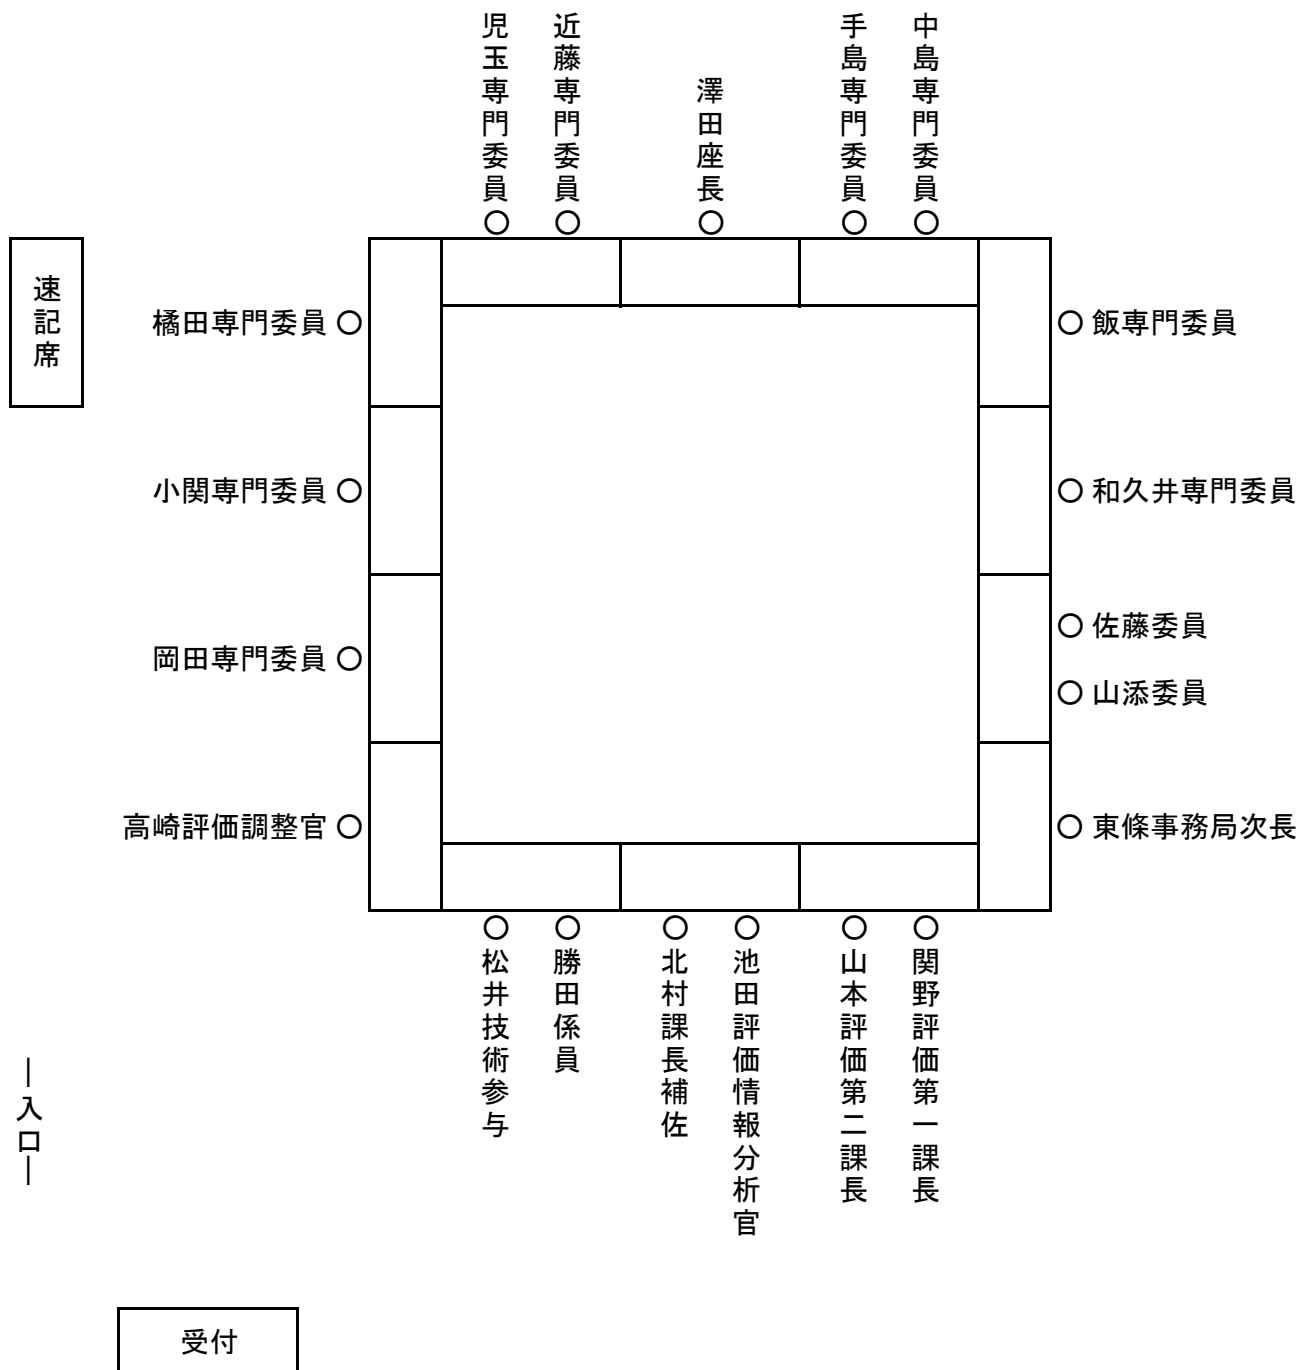 児玉専門委員
近藤専門委員
澤田座長
手島専門委員
中島専門委員
速記席
橘田専門委員
飯専門委員
小関専門委員
和久井専門委員
岡田専門委員
佐藤委員
山添委員
高崎評価調整官
東條事務局次長
松井技術参与
勝田係員
北村課長補佐
池田評価情報分析官
山本評価第二課長
関野評価第一課長
入口
受付